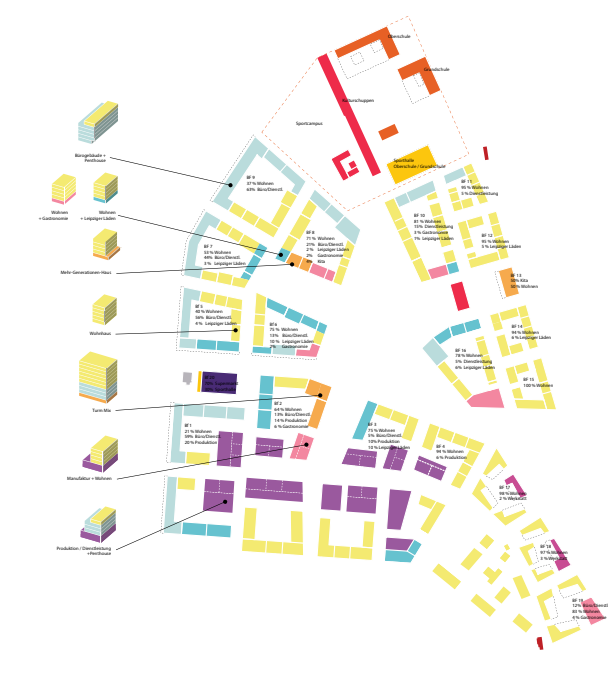 Oberschule
Grundschule
Kulturschuppen
Sportcampus
Sporthalle
Oberschule / Grundschule
Bürogebäude +
Penthouse
Wohnen
+ Gastronomie
Wohnen
+ Leipziger Läden
Mehr-Generationen-Haus
Wohnhaus
Turm Mix
Manufaktur + Wohnen
Produktion / Dienstleistung
+Penthouse
BF 9
37 % Wohnen
63% Büro/Dienstl.
BF 8
71 % Wohnen
21% Büro/Dienstl.
2 % Leipziger Läden
2% Gastronomie
4% Kita
BF 7
53 % Wohnen
44% Büro/Dienstl.
3 % Leipziger Läden
BF 11
95 % Wohnen
5 % Dienstleistung
BF 10
81 % Wohnen
15% Dienstleistung
3 % Gastronomie
1% Leipziger Läden
BF 12
95 % Wohnen
5 % Leipziger Läden
BF 13
50% Kita
50 % Wohnen
BF 5
40 % Wohnen
56% Büro/Dienstl.
4 % Leipziger Läden
BF 6
75 % Wohnen
13% Büro/Dienstl.
10 % Leipziger Läden
2% Gastronomie
BF 14
94 % Wohnen
6 % Leipziger Läden
BF 16
78 % Wohnen
5% Dienstleistung
6% Leipziger Läden
BF 15
100 % Wohnen
BF 2
64 % Wohnen
13% Büro/Dienstl.
14 % Produktion
6 % Gastronomie
BF 1
21 % Wohnen
59% Büro/Dienstl.
20 % Produktion
BF 3
75 % Wohnen
5% Büro/Dienstl.
10% Produktion
10 % Leipziger Läden
BF 4
94 % Wohnen
6 % Produktion
BF 17
98 % Wohnen
2 % Werkstatt
BF 18
97 % Wohnen
3 % Werkstatt
BF 19
12% Büro/Dienstl.
84 % Wohnen
4 % Gastronomie